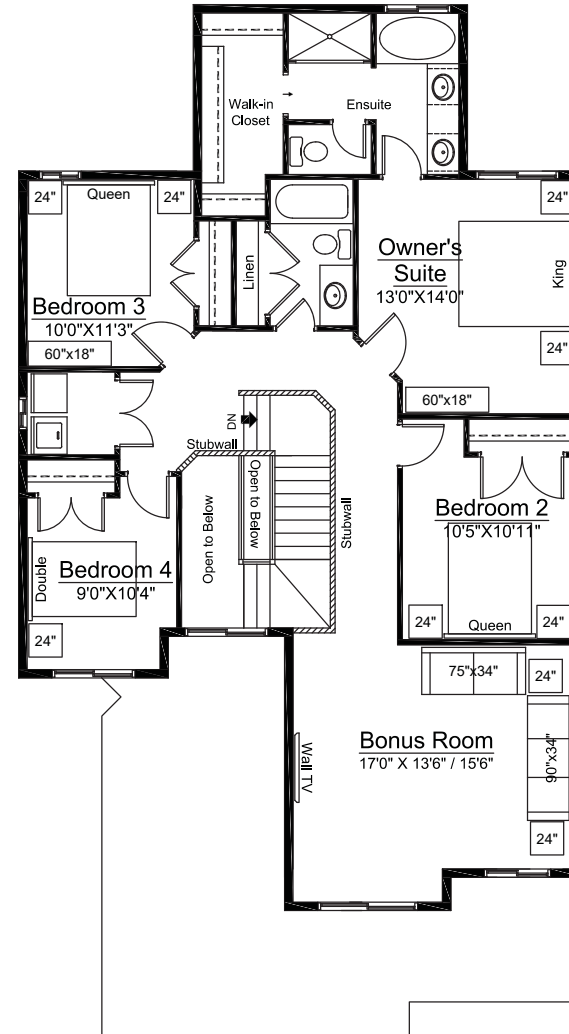 Walk-in
Closet
Ensuite
24"
Queen
24"
24"
Linen
Owner's
Suite
13'0"X14'0"
King
Bedroom 3
10'0"X11'3"
60"x18"
24"
60"x18"
DN
Stubwall
Open to Below
Open to Below
Stubwall
Bedroom 2
10'5"X10'11"
Double
Bedroom 4
9'0"X10'4"
24"
24"
Queen
24"
75"x34"
24"
Bonus Room
17'0" X 13'6" / 15'6"
Wall TV
90"x34"
24"